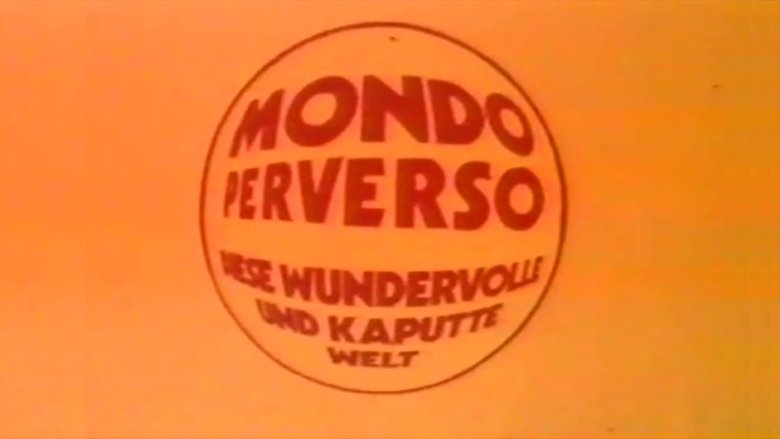 MONDO
PERVERSO
DIESE WUNDERVOLLE
UND KAPUTTE
WELT